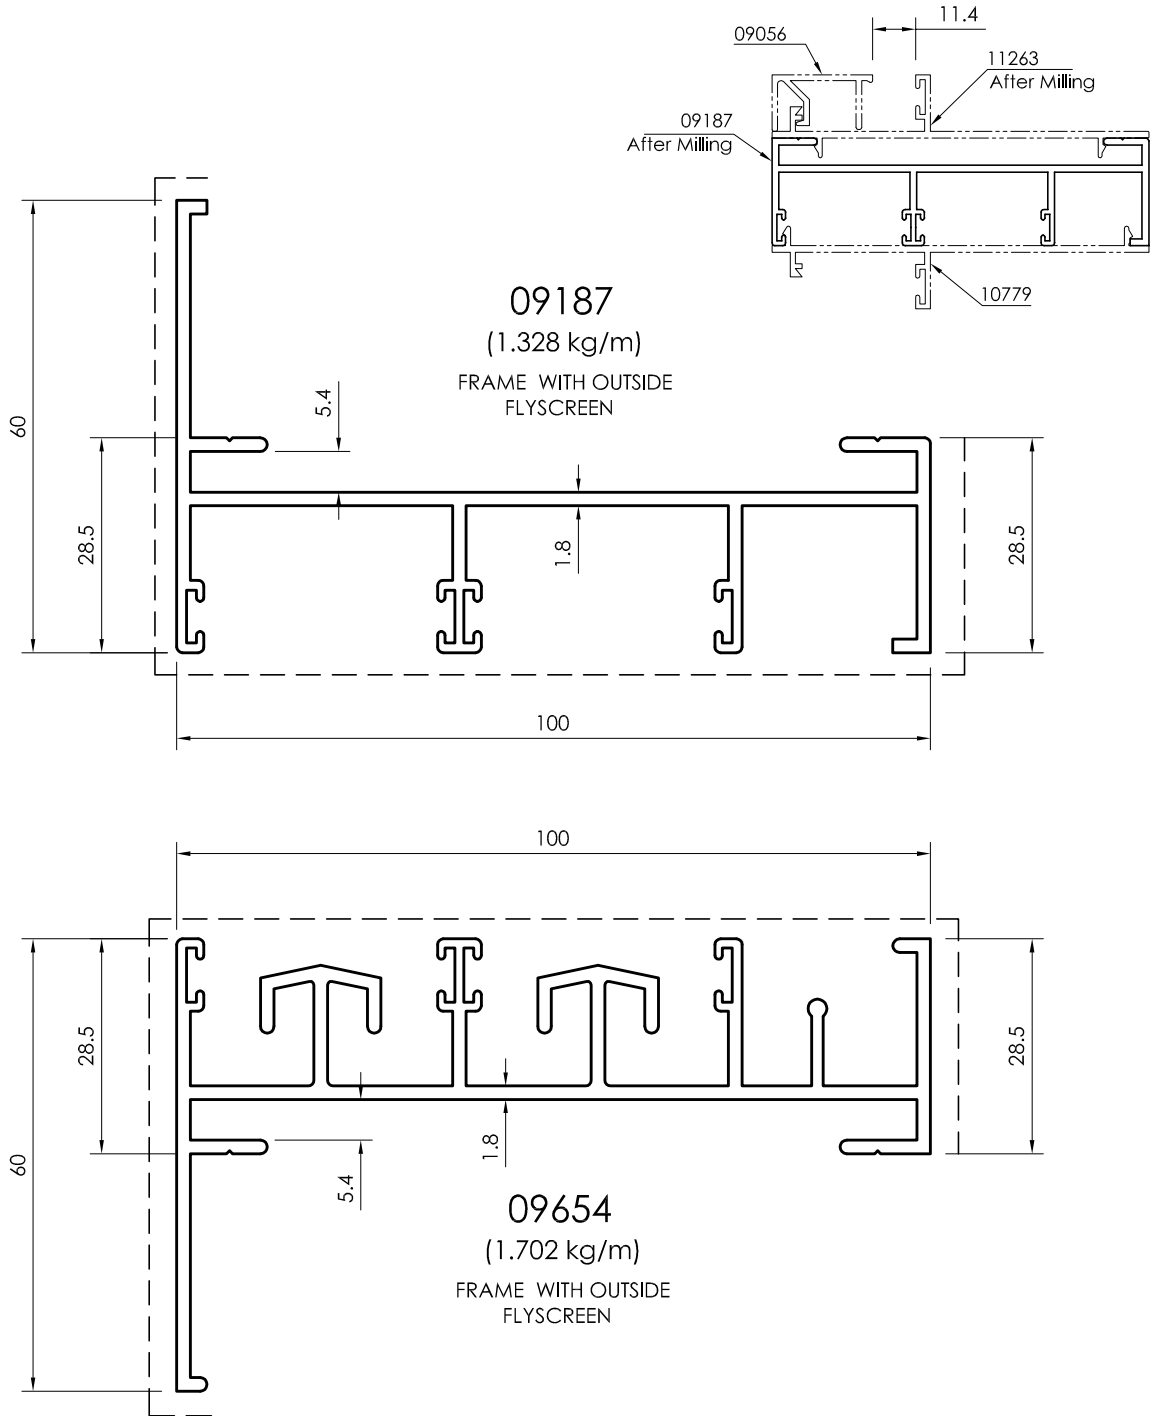 11.4
09056
11263
After Milling
09187
After Milling
10779
09187
(1.328 kg/m)
FRAME WITH OUTSIDE
FLYSCREEN
5.4
60
28.5
1.8
28.5
100
100
28.5
28.5
60
1.8
5.4
09654
(1.702 kg/m)
FRAME WITH OUTSIDE
FLYSCREEN